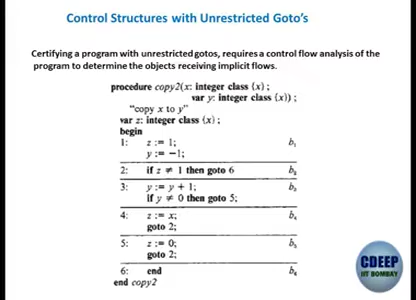 Control Structures with Unrestricted Goto's
Certifying a program with unrestricted gotos, requires a control flow analysis of the
program to determine the objects receiving implicit flows.
procedure copy2(x: integer class {x};
var y: integer class {x});
"copy x to y"
var z: integer class {x};
begin
1: z := 1; b₁
y := −1;
2: if z ≠ 1 then goto 6 b₂
3: y := y + 1; b₃
if y ≠ 0 then goto 5;
4: z := x; b₄
goto 2;
5: z := 0; b₅
goto 2;
6: end b₆
end copy2
CDEEP
IIT BOMBAY